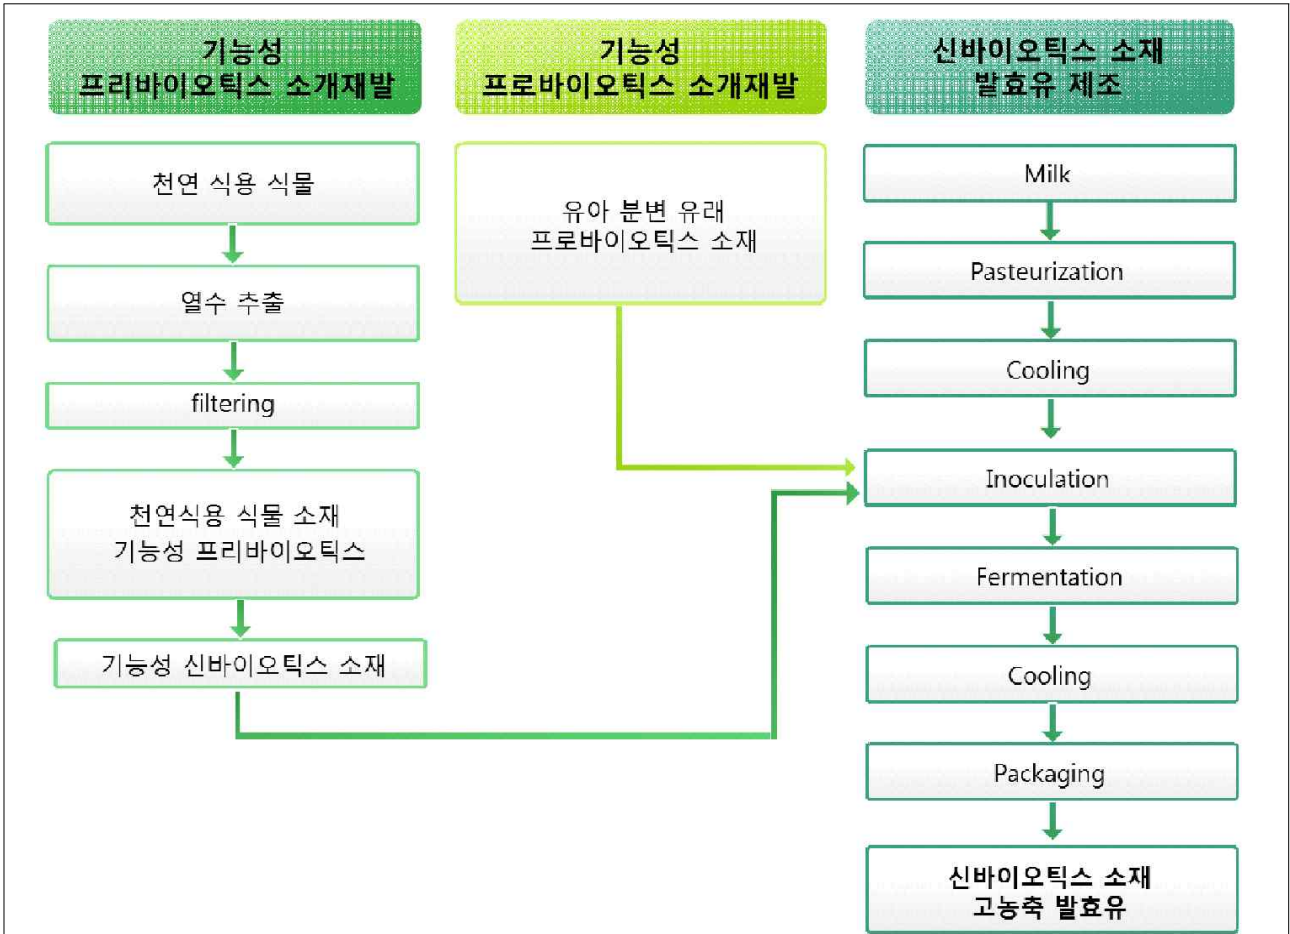 기능성
프리바이오틱스 소개재발
천연 식용 식물
열수 추출
filtering
천연식용 식물 소재
기능성 프리바이오틱스
기능성 신바이오틱스 소재
기능성
프로바이오틱스 소개재발
유아 분변 유래
프로바이오틱스 소재
신바이오틱스 소재
발효유 제조
Milk
Pasteurization
Cooling
Inoculation
Fermentation
Cooling
Packaging
신바이오틱스 소재
고농축 발효유